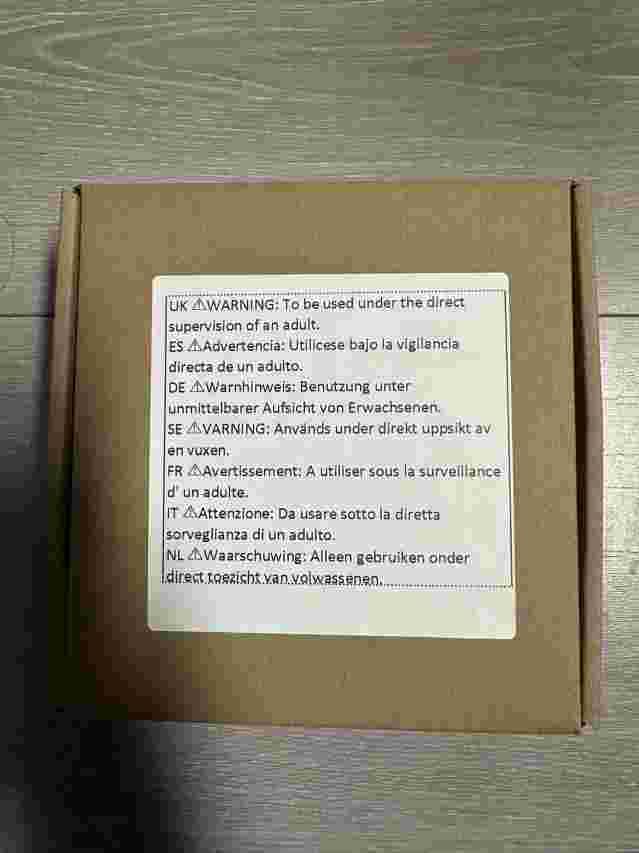 UK ⚠WARNING: To be used under the direct
supervision of an adult.
ES ⚠Advertencia: Utilicese bajo la vigilancia
directa de un adulto.
DE ⚠Warnhinweis: Benutzung unter
unmittelbarer Aufsicht von Erwachsenen.
SE ⚠VARNING: Används under direkt uppsikt av
en vuxen.
FR ⚠Avertissement: A utiliser sous la surveillance
d' un adulte.
IT ⚠Attenzione: Da usare sotto la diretta
sorveglianza di un adulto.
NL ⚠Waarschuwing: Alleen gebruiken onder
direct toezicht van volwassenen.